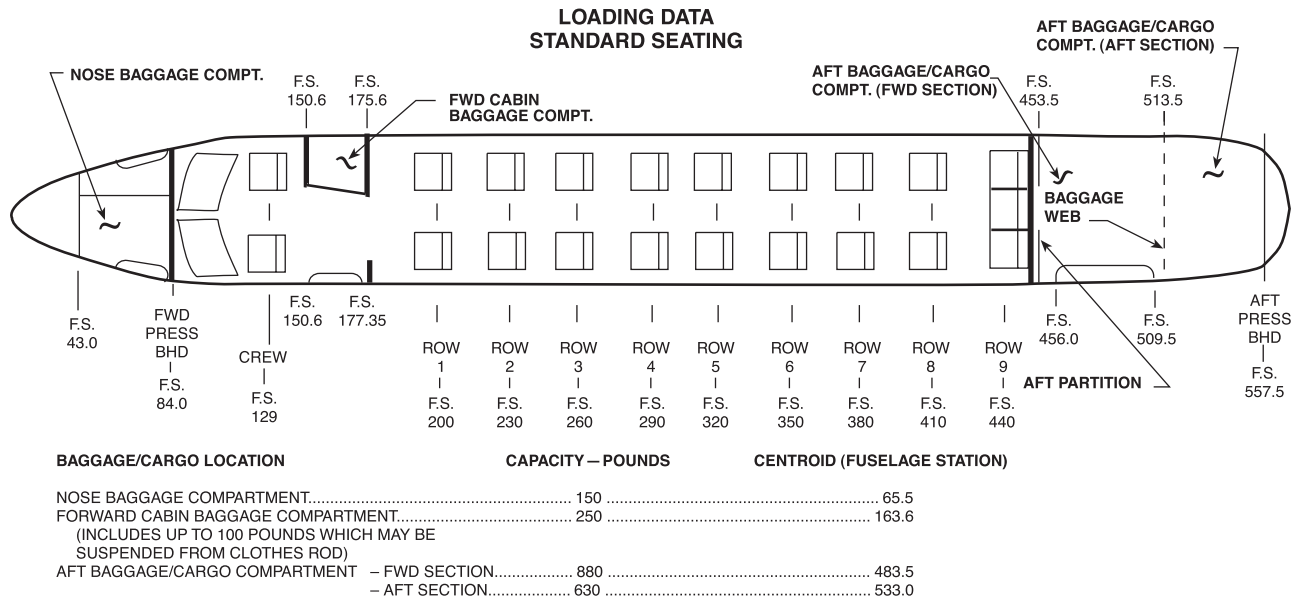 LOADING DATA
STANDARD SEATING
NOSE BAGGAGE COMPT.
F.S.
150.6
F.S.
175.6
FWD CABIN
BAGGAGE COMPT.
AFT BAGGAGE/CARGO
COMPT. (FWD SECTION)
F.S.
453.5
AFT BAGGAGE/CARGO
COMPT. (AFT SECTION)
F.S.
513.5
BAGGAGE
WEB
F.S.
43.0
FWD
PRESS
BHD
F.S.
84.0
CREW
F.S.
129
F.S.
150.6
F.S.
177.35
ROW
1
F.S.
200
ROW
2
F.S.
230
ROW
3
F.S.
260
ROW
4
F.S.
290
ROW
5
F.S.
320
ROW
6
F.S.
350
ROW
7
F.S.
380
ROW
8
F.S.
410
ROW
9
F.S.
440
F.S.
456.0
F.S.
509.5
AFT PARTITION
AFT
PRESS
BHD
F.S.
557.5
BAGGAGE/CARGO LOCATION CAPACITY — POUNDS CENTROID (FUSELAGE STATION)
NOSE BAGGAGE COMPARTMENT 150 65.5
FORWARD CABIN BAGGAGE COMPARTMENT 250 163.6
(INCLUDES UP TO 100 POUNDS WHICH MAY BE
SUSPENDED FROM CLOTHES ROD)
AFT BAGGAGE/CARGO COMPARTMENT – FWD SECTION 880 483.5
– AFT SECTION 630 533.0